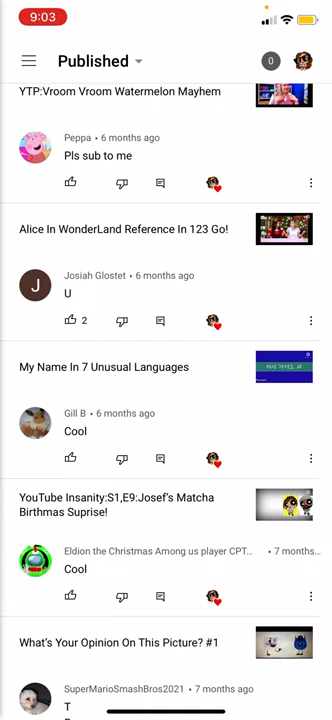 9:03
Published
0
YTP:Vroom Vroom Watermelon Mayhem
Peppa • 6 months ago
Pls sub to me
Alice In WonderLand Reference In 123 Go!
J
Josiah Glostet • 6 months ago
U
2
My Name In 7 Unusual Languages
Gill B • 6 months ago
Cool
YouTube Insanity:S1,E9:Josef's Matcha
Birthmas Suprise!
Eldion the Christmas Among us player CPT... • 7 months...
Cool
What's Your Opinion On This Picture? #1
SuperMarioSmashBros2021 • 7 months ago
T